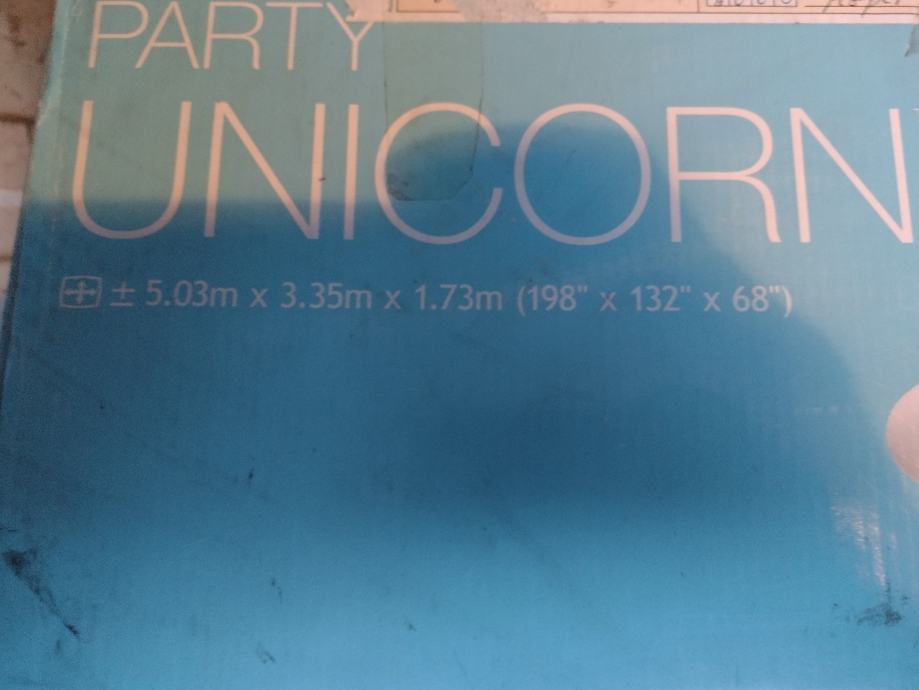 PARTY
UNICORN
± 5.03m x 3.35m x 1.73m (198" x 132" x 68")